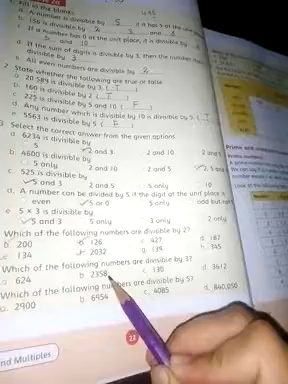 1. Fill in the blanks
a. A number is divisible by 5 if it has 5 at the unit
b. 156 is divisible by 2
c. If a number has 0 at the unit place, it is divisible by
and 10
d. If the sum of digits is divisible by 3, then the number
divisible by 3
e. All even numbers are divisible by 2
2. State whether the following are true or false
a. 20 589 is divisible by 3 ( T )
b. 160 is divisible by 2 ( T )
c. 225 is divisible by 5 and 10 ( F )
d. Any number which is divisible by 10 is divisible by 5 ( T
e. 5563 is divisible by 5 ( F )
3. Select the correct answer from the given options
a. 6234 is divisible by
5 2 and 3 2 and 10
b. 4600 is divisible by
5 only 2 and 10 2 and 5
c. 525 is divisible by
5 and 3 2 and 5 5 only 10
d. A number can be divided by 5 if the digit at the unit place is
even 5 or 0 5 only odd but not
e. 5 x 3 is divisible by
5 and 3 5 only 3 only 2 only
Which of the following numbers are divisible by 2?
200 b. 126 c. 427 d. 187
134 f. 2032 g. 139 h. 345
Which of the following numbers are divisible by 3?
a. 624 b. 2358 c. 130 d. 3612
Which of the following numbers are divisible by 5?
a. 2900 b. 6954 c. 4085 d. 840,050
nd Multiples
22